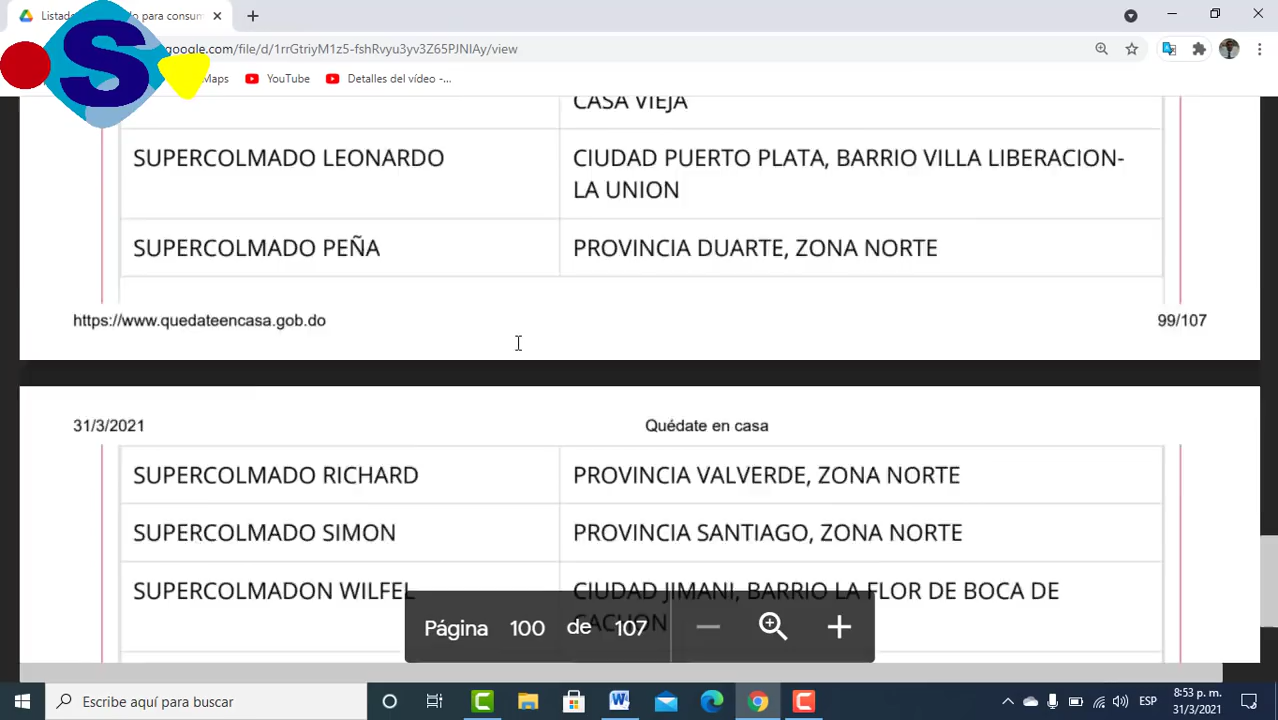 Listado
do para consum
google.com/file/d/1rrGtriyM1z5-fshRvyu3yv3Z65PJNIAy/view
S
Maps
YouTube
Detalles del vídeo -...
CASA VIEJA
SUPERCOLMADO LEONARDO
CIUDAD PUERTO PLATA, BARRIO VILLA LIBERACION-
LA UNION
SUPERCOLMADO PEÑA
PROVINCIA DUARTE, ZONA NORTE
https://www.quedateencasa.gob.do
99/107
31/3/2021
Quédate en casa
SUPERCOLMADO RICHARD
PROVINCIA VALVERDE, ZONA NORTE
SUPERCOLMADO SIMON
PROVINCIA SANTIAGO, ZONA NORTE
SUPERCOLMADON WILFEL
CIUDAD JIMANI, BARRIO LA FLOR DE BOCA DE
CACHON
Página 100 de 107
Escribe aquí para buscar
ESP
8:53 p. m.
31/3/2021